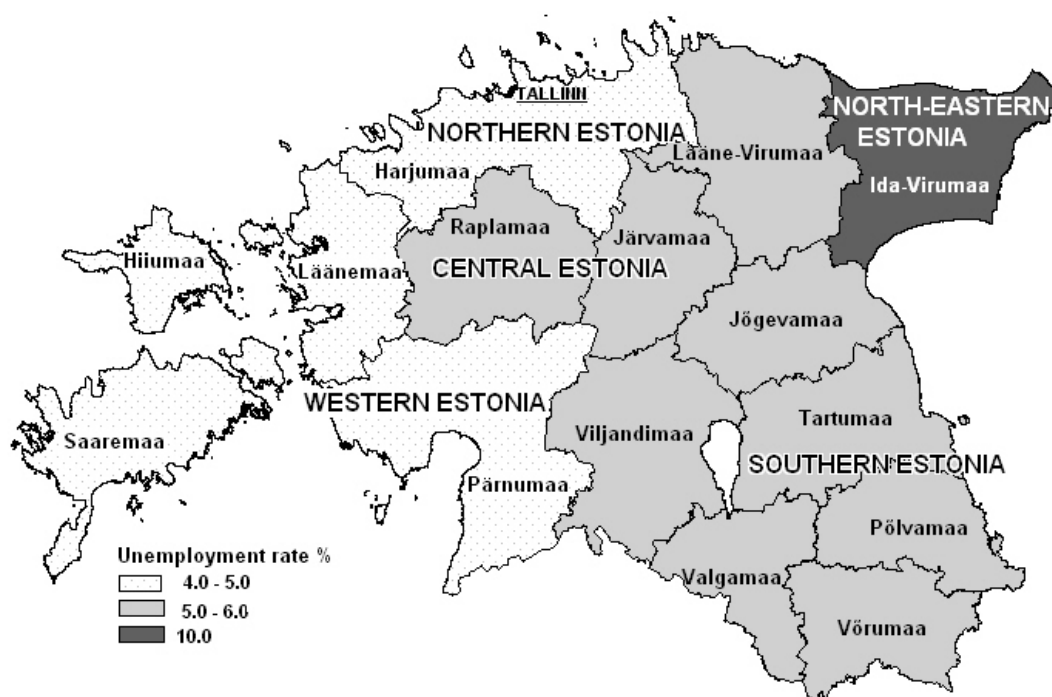 TALLINN
NORTHERN ESTONIA
NORTH-EASTERN
ESTONIA
Lääne-Virumaa
Harjumaa
Ida-Virumaa
Raplamaa
Järvamaa
Hiiumaa
Läänemaa
CENTRAL ESTONIA
Jögevamaa
WESTERN ESTONIA
Tartumaa
Saaremaa
Viljandimaa
SOUTHERN ESTONIA
Pärnumaa
Pölvamaa
Valgamaa
Võrumaa
Unemployment rate %
4.0 - 5.0
5.0 - 6.0
10.0